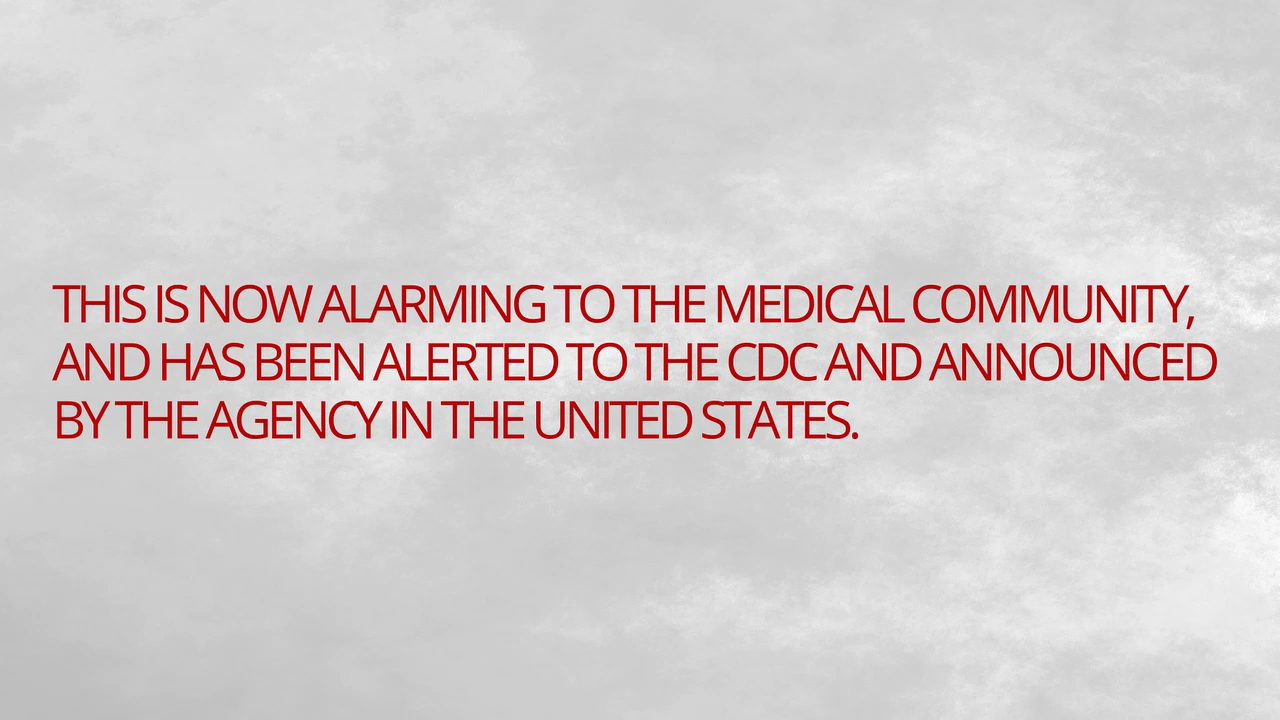 THIS IS NOW ALARMING TO THE MEDICAL COMMUNITY,
AND HAS BEEN ALERTED TO THE CDC AND ANNOUNCED
BY THE AGENCY IN THE UNITED STATES.